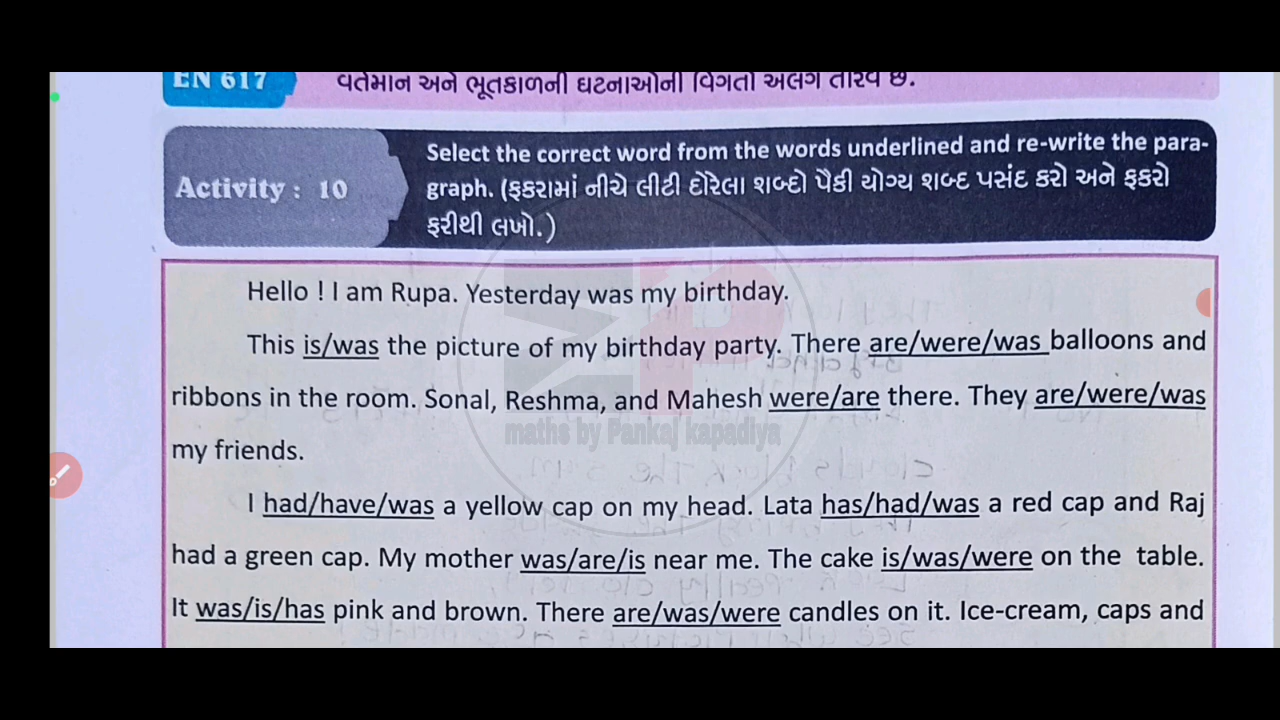 EN 617
વર્તમાન અને ભૂતકાળની ઘટનાઓની વિગતો અલગ તારવે છે.
Activity : 10
Select the correct word from the words underlined and re-write the para-
graph. (ફકરામાં નીચે લીટી દોરેલા શબ્દો પૈકી યોગ્ય શબ્દ પસંદ કરો અને ફકરો
ફરીથી લખો.)
Hello ! I am Rupa. Yesterday was my birthday.
This is/was the picture of my birthday party. There are/were/was balloons and
ribbons in the room. Sonal, Reshma, and Mahesh were/are there. They are/were/was
maths by Pankaj kapadiya
my friends.
I had/have/was a yellow cap on my head. Lata has/had/was a red cap and Raj
had a green cap. My mother was/are/is near me. The cake is/was/were on the table.
It was/is/has pink and brown. There are/was/were candles on it. Ice-cream, caps and